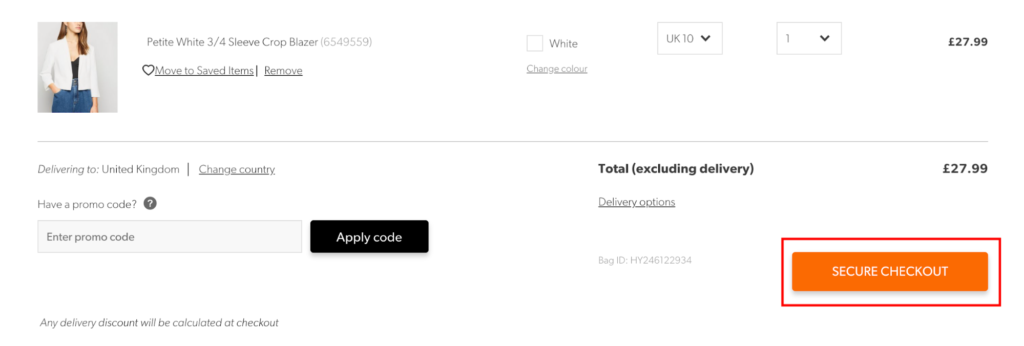 Petite White 3/4 Sleeve Crop Blazer (6549559)
White
UK 10
1
£27.99
Move to Saved Items | Remove
Change colour
Delivering to: United Kingdom | Change country
Total (excluding delivery)
£27.99
Have a promo code? ?
Delivery options
Enter promo code
Apply code
Bag ID: HY246122934
SECURE CHECKOUT
Any delivery discount will be calculated at checkout